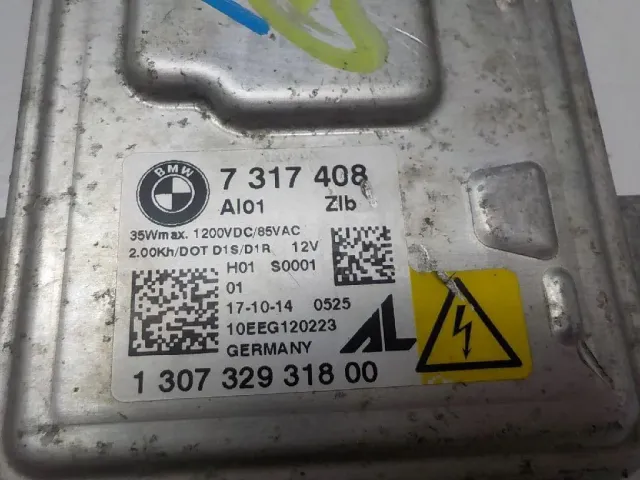 BMW
7 317 408
AI01 ZIb
35Wmax. 1200VDC/85VAC
2.00Kh/DOT D1S/D1R 12V
H01 S0001
01
17-10-14 0525
10EEG120223
AL
GERMANY
1 307 329 318 00